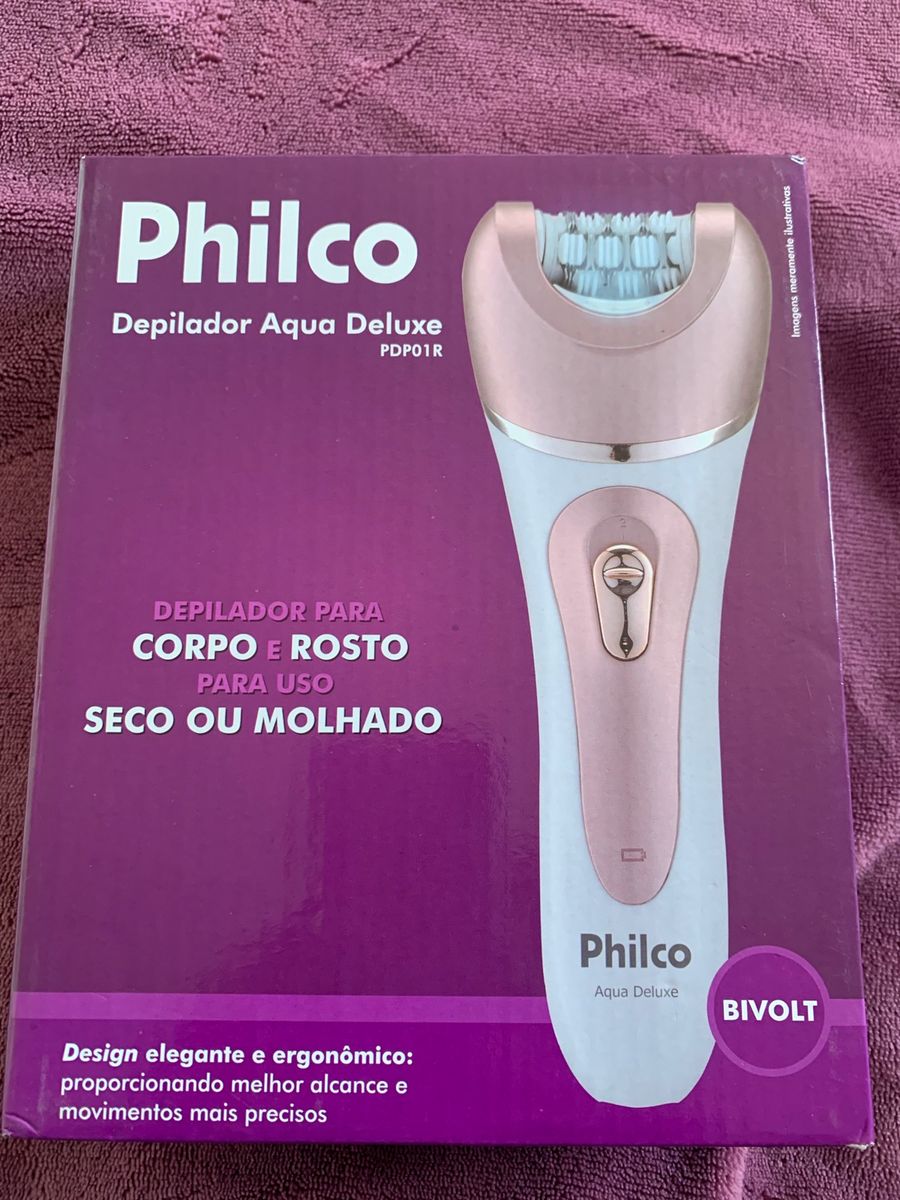 Philco
Depilador Aqua Deluxe
PDP01R
Imagens meramente ilustrativas
2
DEPILADOR PARA
CORPO E ROSTO
PARA USO
SECO OU MOLHADO
Philco
Aqua Deluxe
BIVOLT
Design elegante e ergonômico:
proporcionando melhor alcance e
movimentos mais precisos